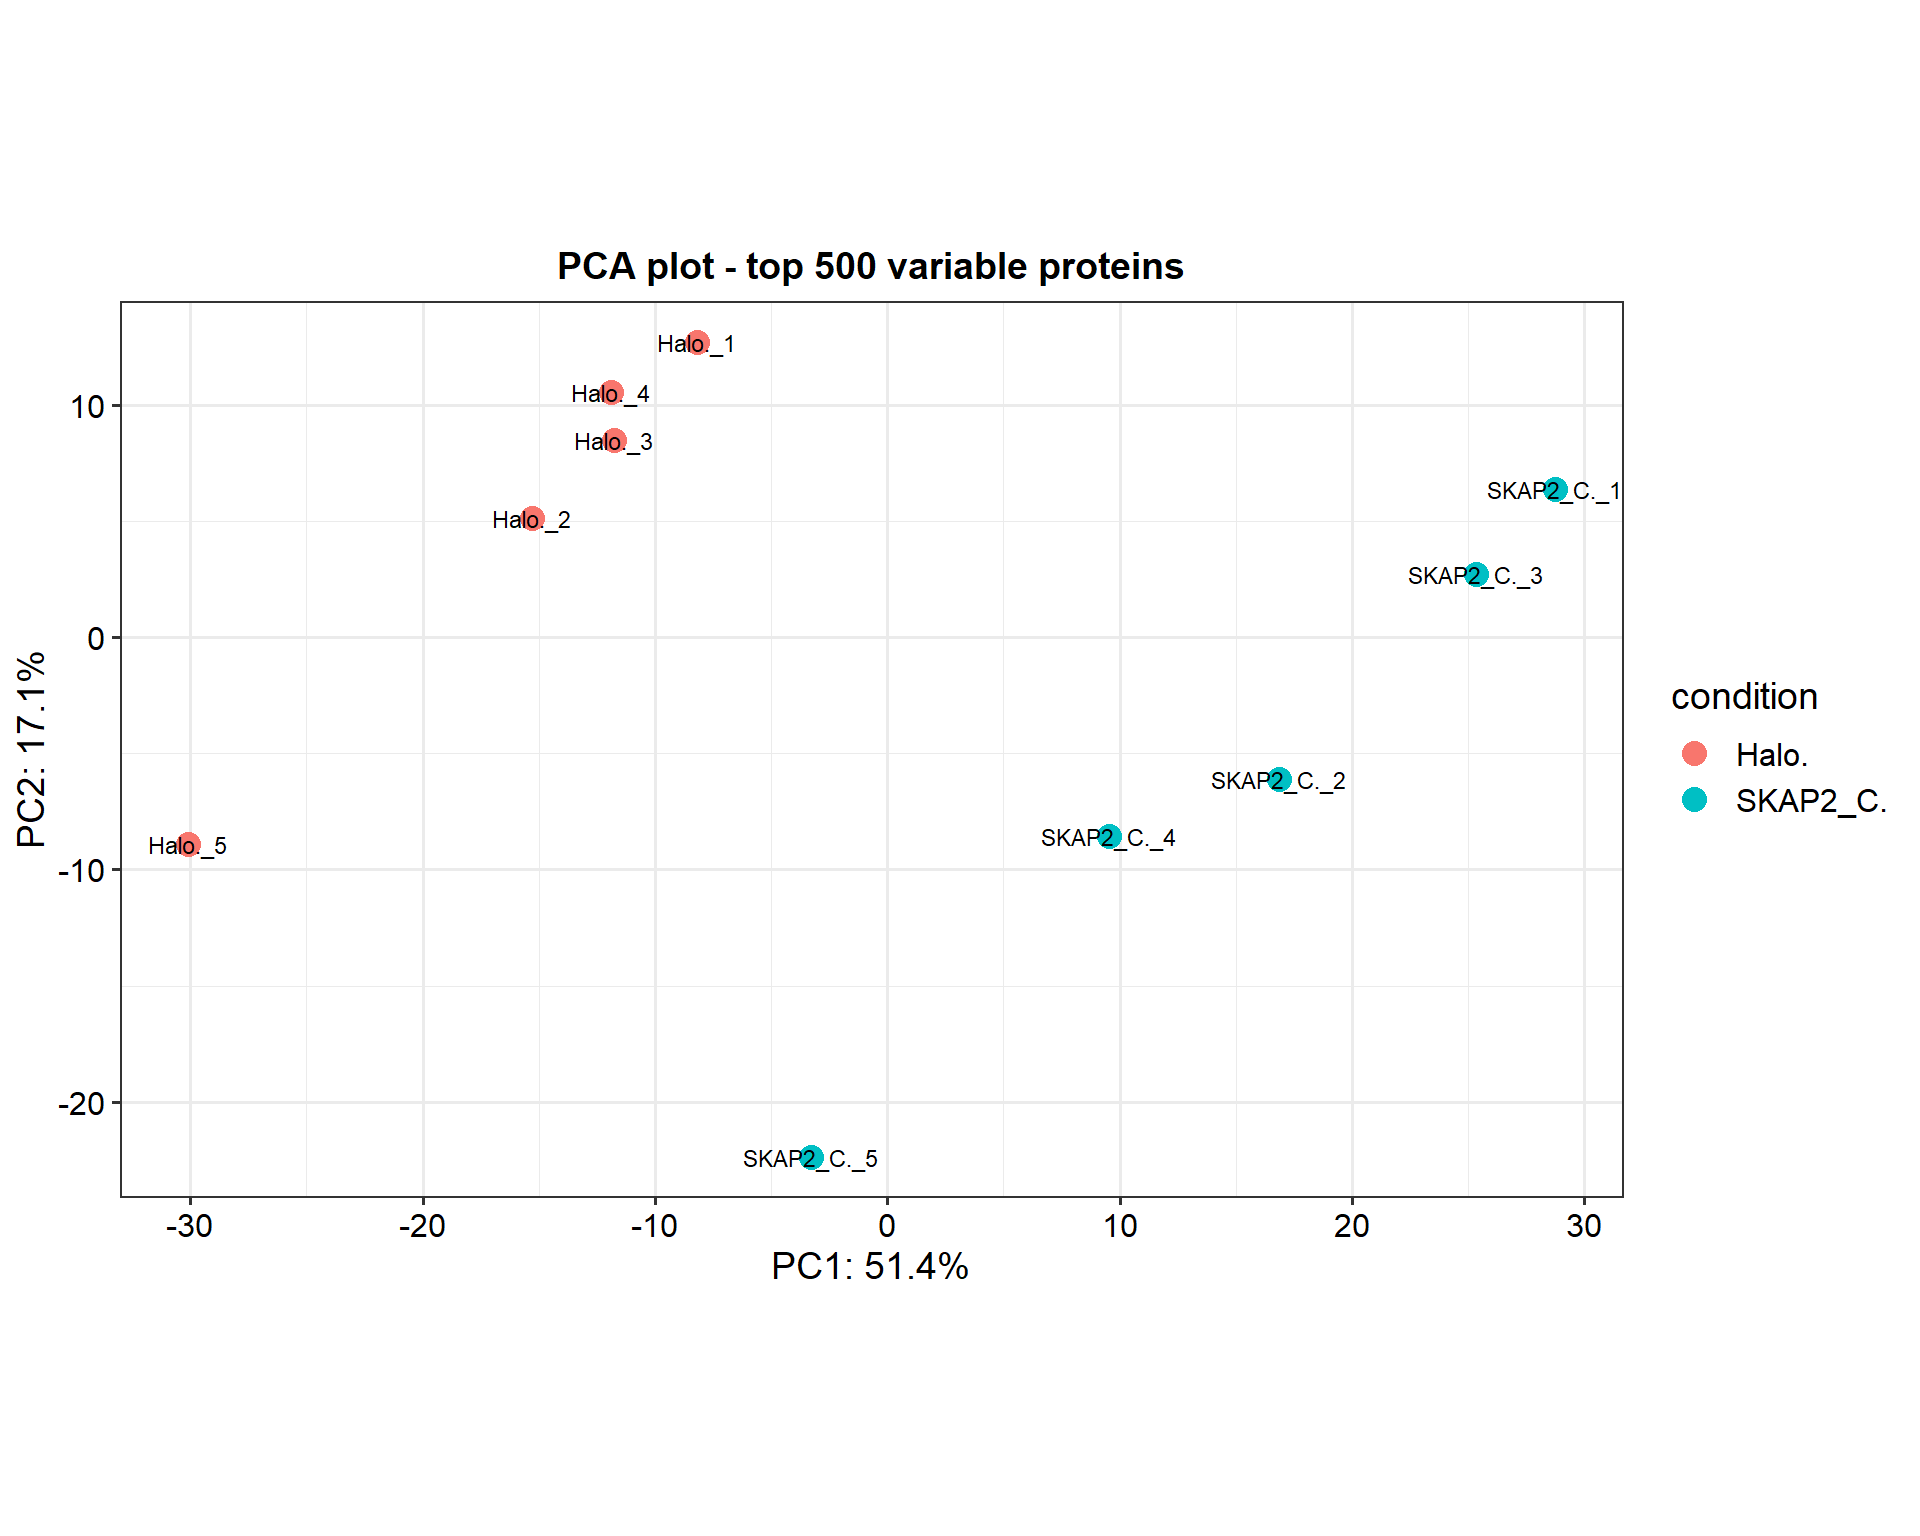 PCA plot - top 500 variable proteins
Halo._1
Halo._4
Halo._3
Halo._2
SKAP2_C._1
SKAP2_C._3
SKAP2_C._2
SKAP2_C._4
Halo._5
SKAP2_C._5
10
0
-10
-20
PC2: 17.1%
-30
-20
-10
0
10
20
30
PC1: 51.4%
condition
Halo.
SKAP2_C.